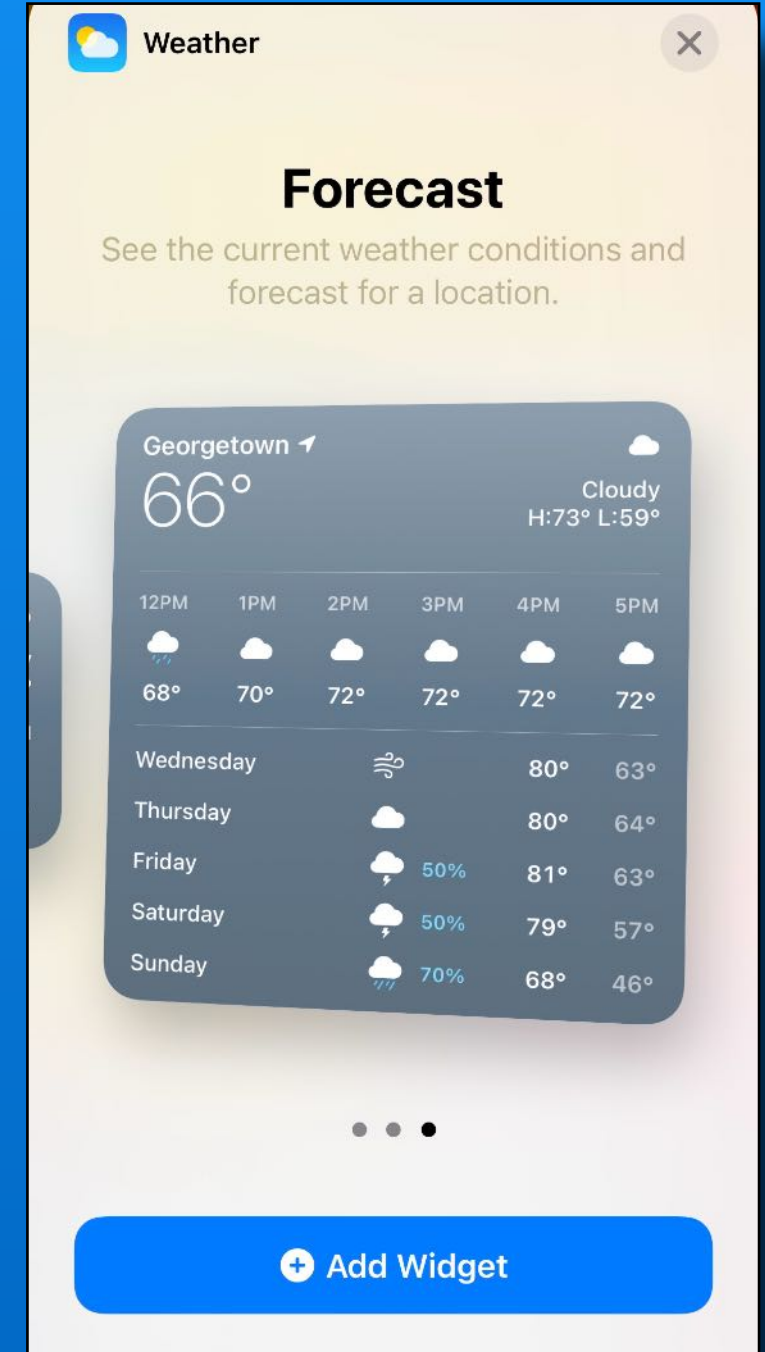 Weather
Forecast
See the current weather conditions and
forecast for a location.
Georgetown
66°
Cloudy
H:73° L:59°
12PM 1PM 2PM 3PM 4PM 5PM
68° 70° 72° 72° 72° 72°
Wednesday 80° 63°
Thursday 80° 64°
Friday 50% 81° 63°
Saturday 50% 79° 57°
Sunday 70% 68° 46°
Add Widget